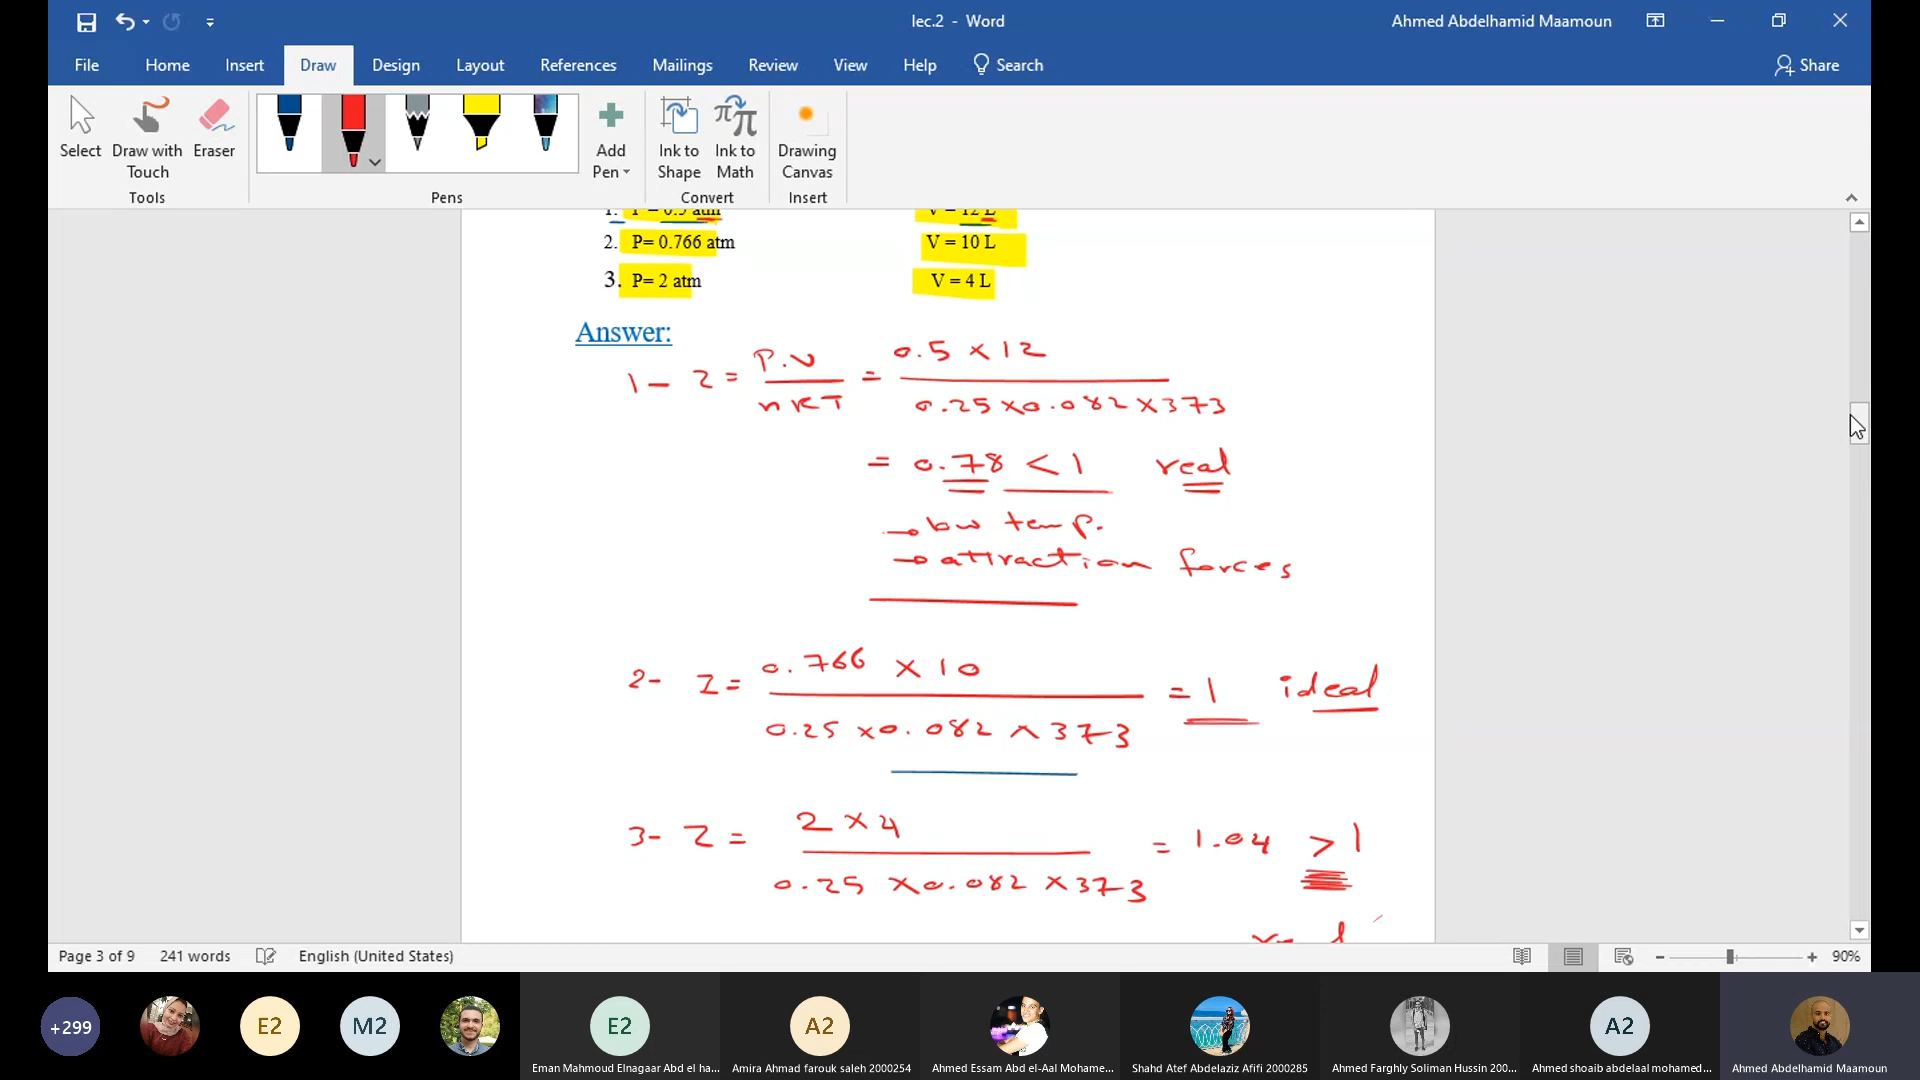 lec.2 - Word
Ahmed Abdelhamid Maamoun
File Home Insert Draw Design Layout References Mailings Review View Help Search Share
Select Draw with Touch Eraser Add Pen Ink to Shape Ink to Math Drawing Canvas
Tools Pens Convert Insert
1. P = 0.5 atm V = 12 L
2. P= 0.766 atm V = 10 L
3. P= 2 atm V = 4 L
Answer:
1- Z = P.V / nRT = 0.5 × 12 / 0.25 × 0.082 × 373
= 0.78 < 1 real
→ low temp.
→ attraction forces
2- Z = 0.766 × 10 / 0.25 × 0.082 × 373 = 1 ideal
3- Z = 2 × 4 / 0.25 × 0.082 × 373 = 1.04 > 1
Page 3 of 9 241 words English (United States) 90%
+299 E2 M2 E2 A2 A2
Eman Mahmoud Elnagaar Abd el ha... Amira Ahmad farouk saleh 2000254 Ahmed Essam Abd el-Aal Mohame... Shahd Atef Abdelaziz Afifi 2000285 Ahmed Farghly Soliman Hussin 200... Ahmed shoaib abdelaal mohamed... Ahmed Abdelhamid Maamoun